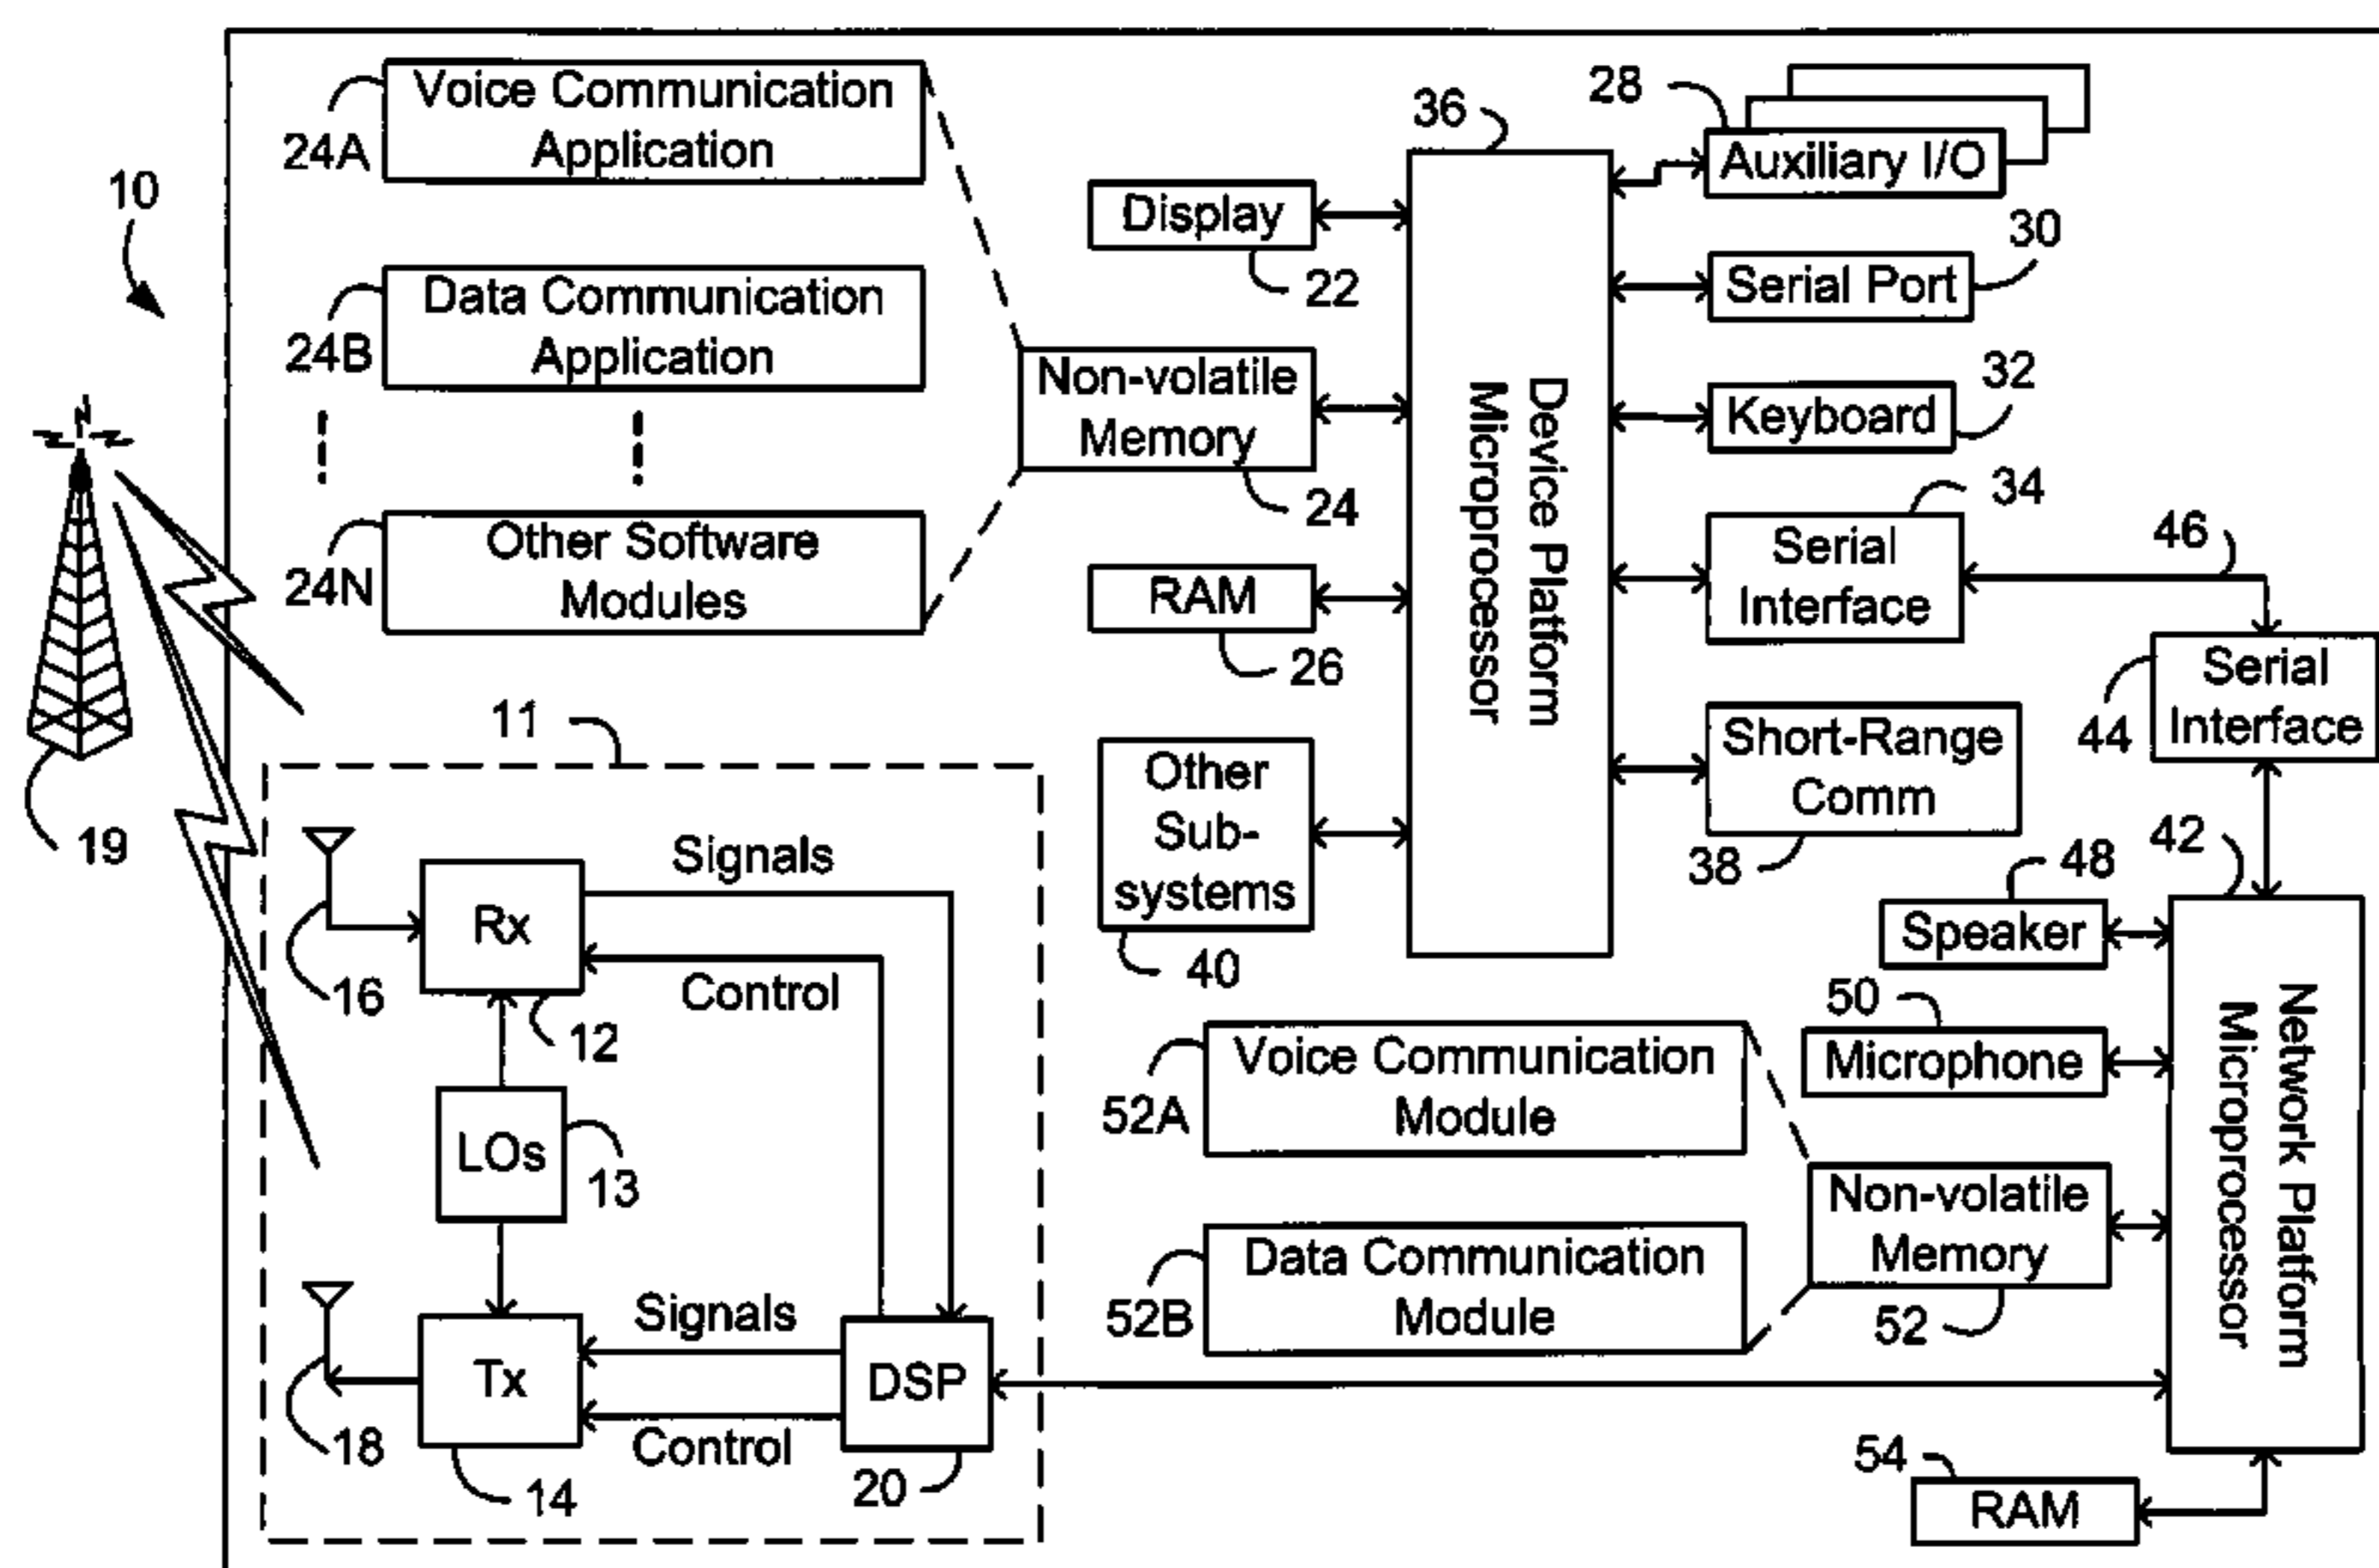 Voice Communication
Application
24A
10
Data Communication
Application
24B
Other Software
Modules
24N
19
Display
22
Non-volatile
Memory
24
RAM
26
Other
Sub-
systems
40
36
Device Platform
Microprocessor
28
Auxiliary I/O
30
Serial Port
32
Keyboard
34
Serial
Interface
46
Serial
Interface
44
Short-Range
Comm
38
42
48
Speaker
50
Microphone
Network Platform
Microprocessor
Voice Communication
Module
52A
Data Communication
Module
52B
Non-volatile
Memory
52
54
RAM
11
16
Rx
12
Signals
Control
LOs
13
18
Tx
14
Signals
Control
DSP
20